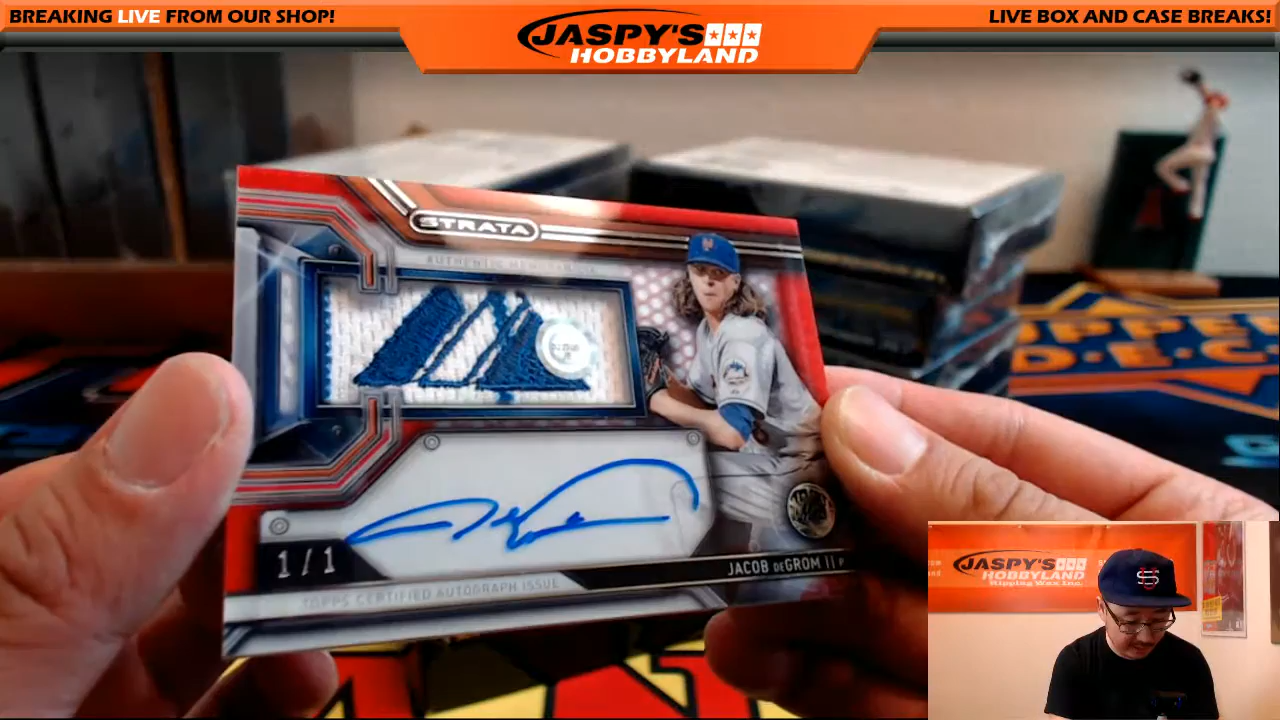 BREAKING LIVE FROM OUR SHOP!
JASPY'S
HOBBYLAND
LIVE BOX AND CASE BREAKS!
STRATA
AUTHENTIC MEMORABILIA
1/1
JACOB DEGROM || P
TOPPS CERTIFIED AUTOGRAPH ISSUE
UPPER
D·E·C
JASPY'S
HOBBYLAND
Ripping Wax Inc.